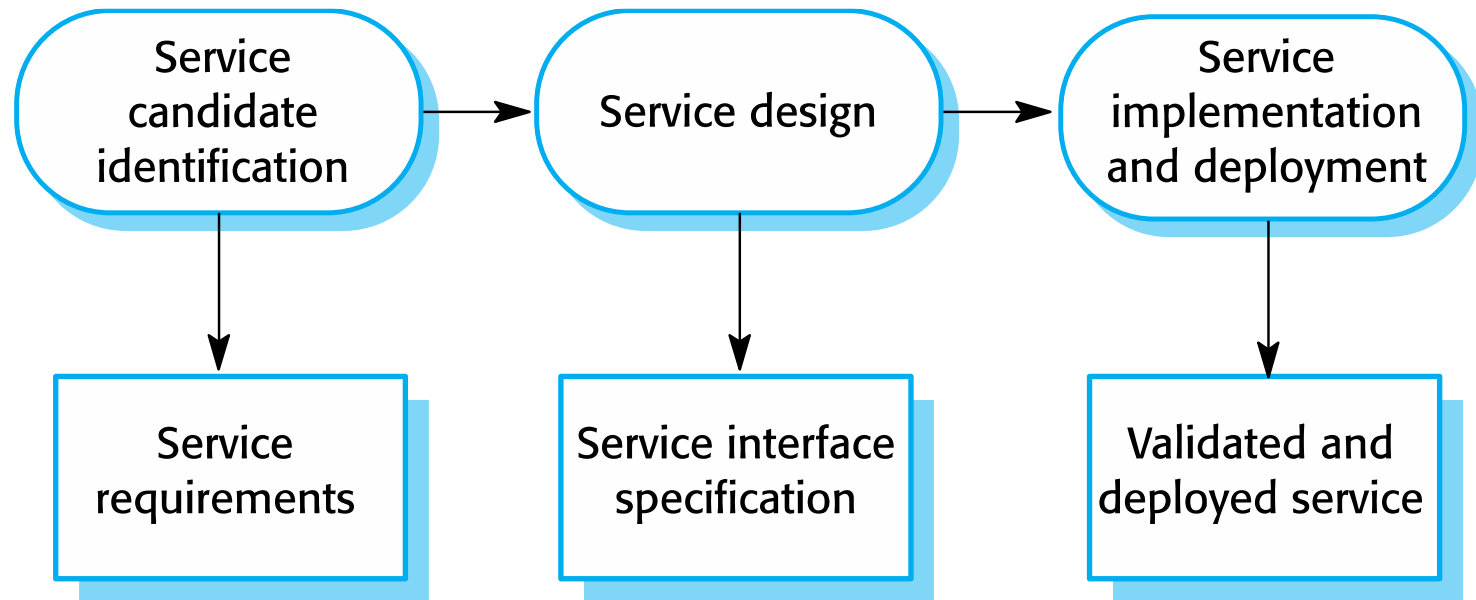 Service
candidate
identification
Service design
Service
implementation
and deployment
Service
requirements
Service interface
specification
Validated and
deployed service